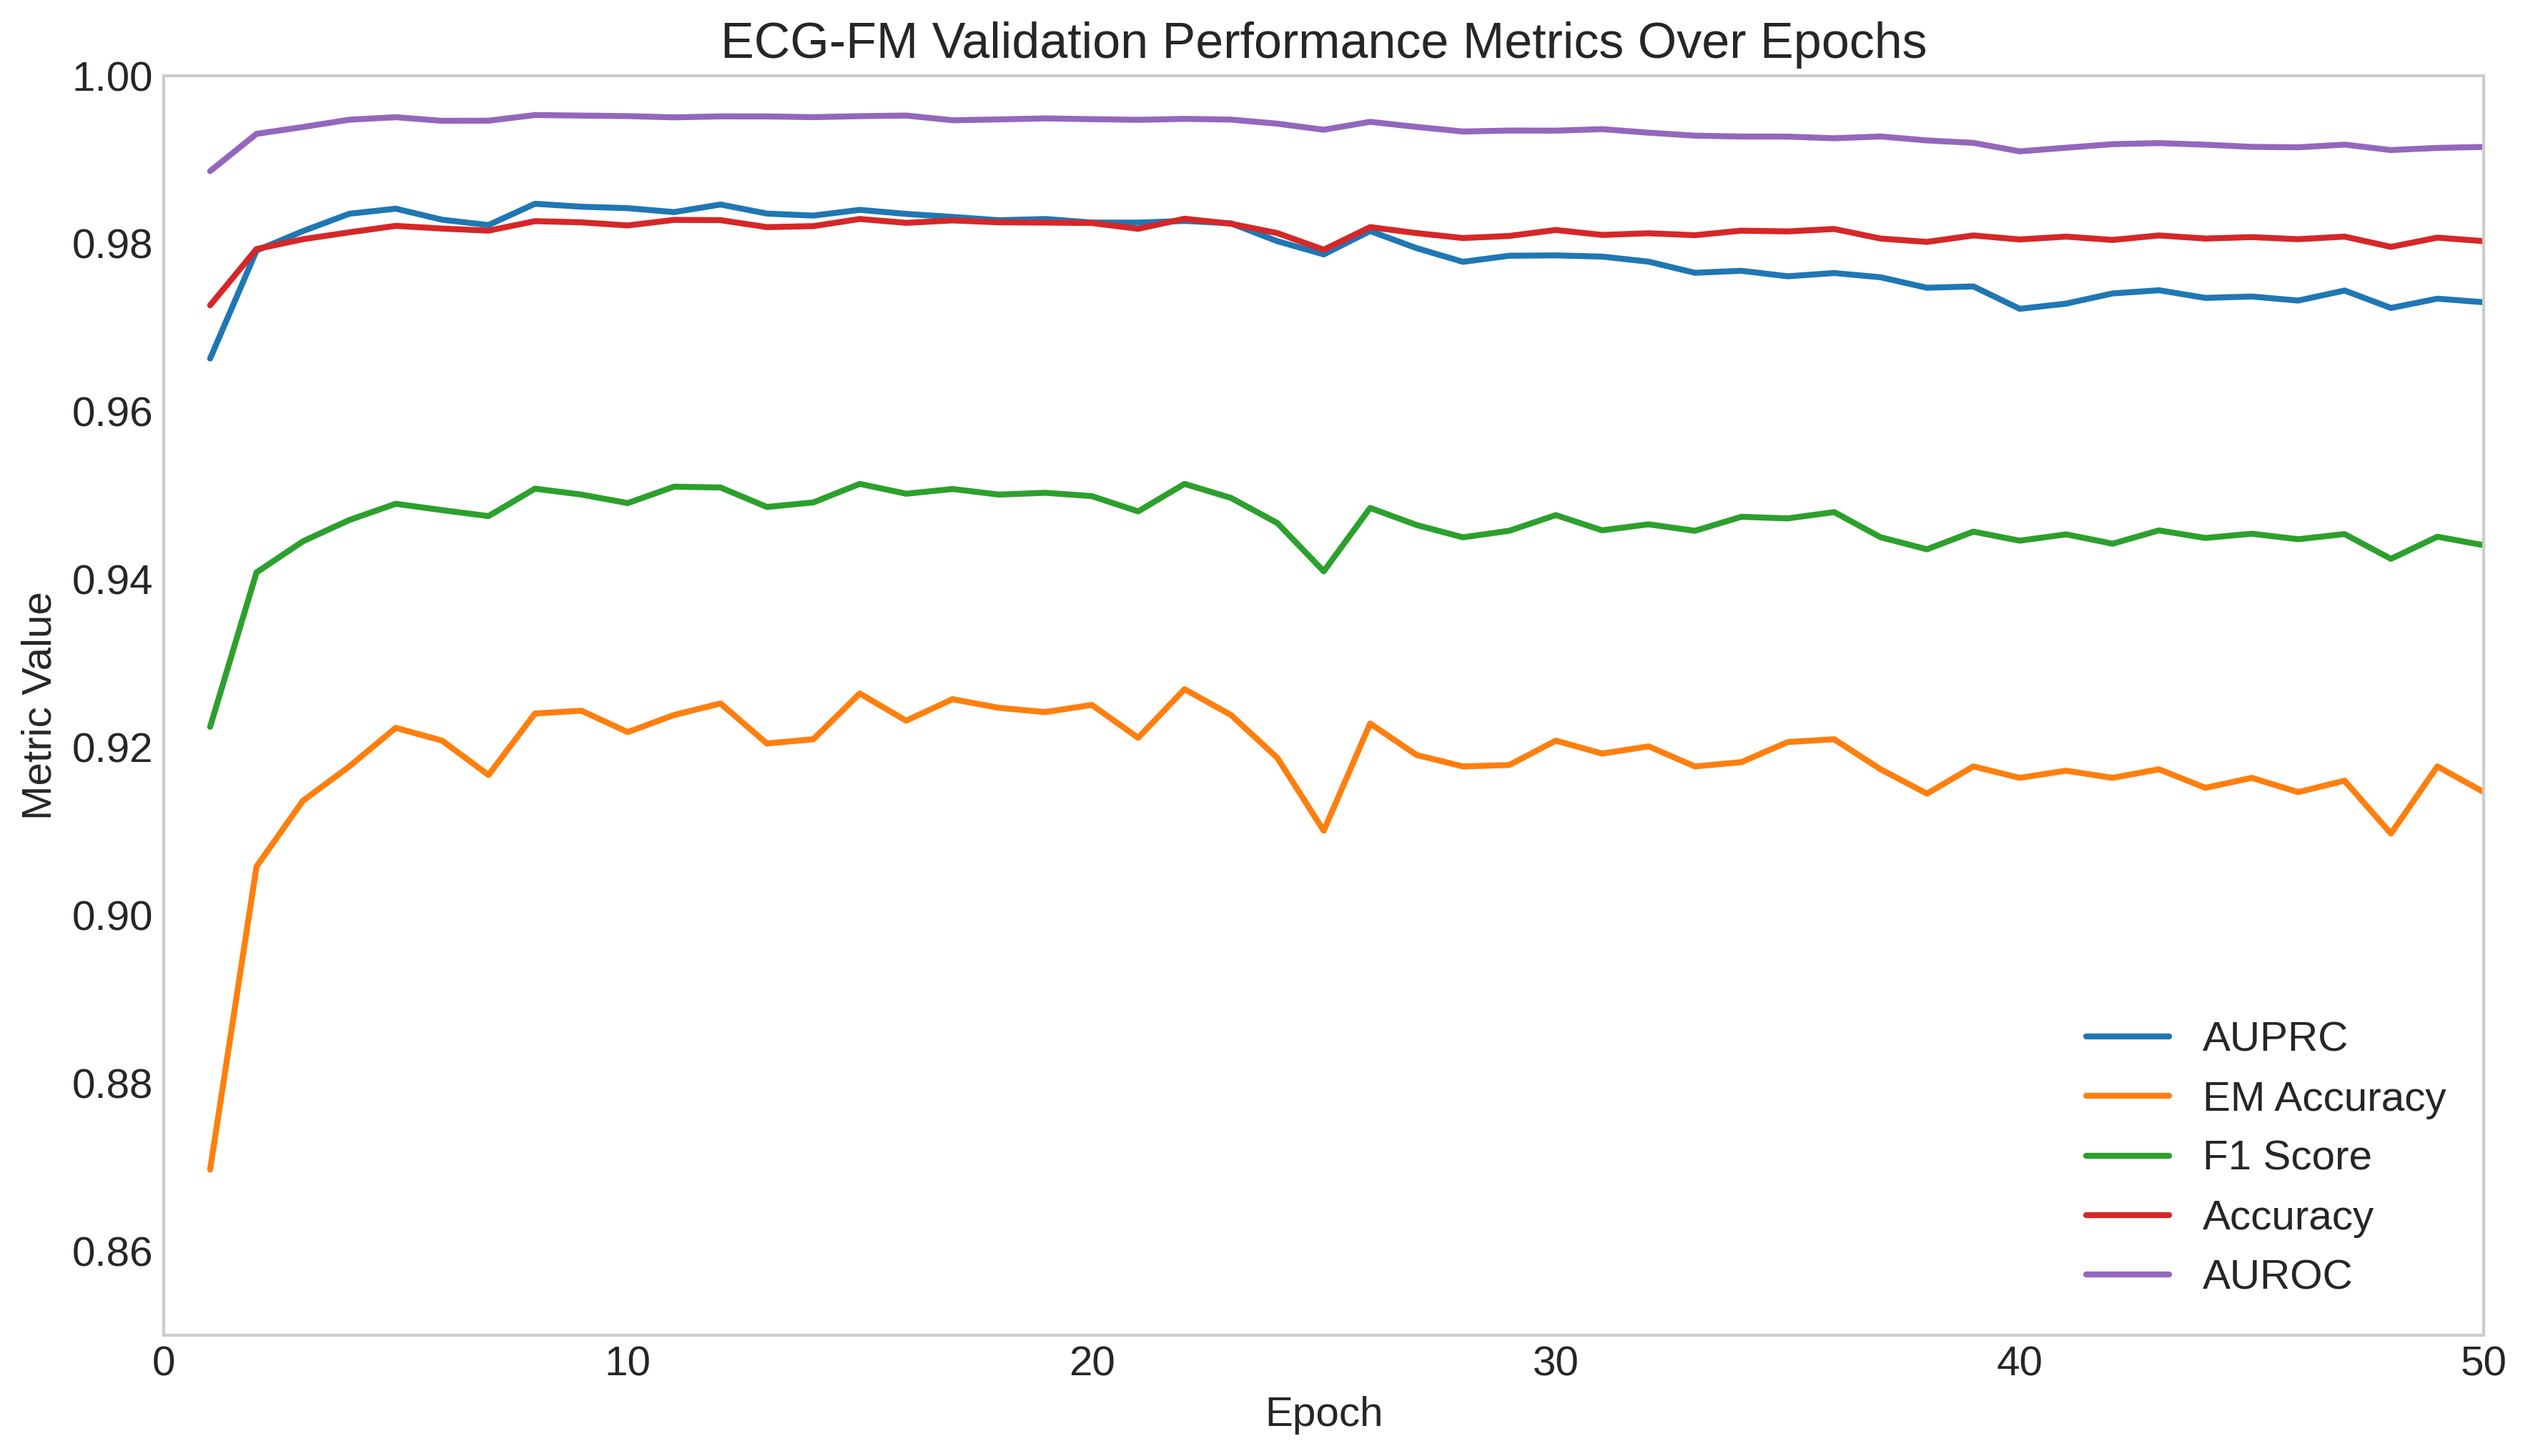 ECG-FM Validation Performance Metrics Over Epochs
1.00
0.98
0.96
0.94
0.92
0.90
0.88
0.86
Metric Value
AUPRC
EM Accuracy
F1 Score
Accuracy
AUROC
0 10 20 30 40 50
Epoch